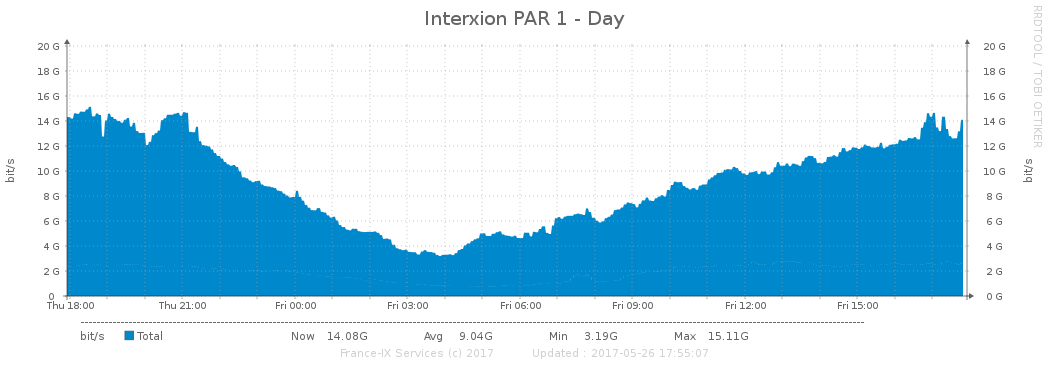 Interxion PAR 1 - Day
RRDTOOL / TOBI OETIKER
bit/s
20 G 20 G
18 G 18 G
16 G 16 G
14 G 14 G
12 G 12 G
10 G 10 G
8 G 8 G
6 G 6 G
4 G 4 G
2 G 2 G
0 0 G
bit/s
Thu 18:00 Thu 21:00 Fri 00:00 Fri 03:00 Fri 06:00 Fri 09:00 Fri 12:00 Fri 15:00
bit/s Total Now 14.08G Avg 9.04G Min 3.19G Max 15.11G
France-IX Services (c) 2017 Updated : 2017-05-26 17:55:07